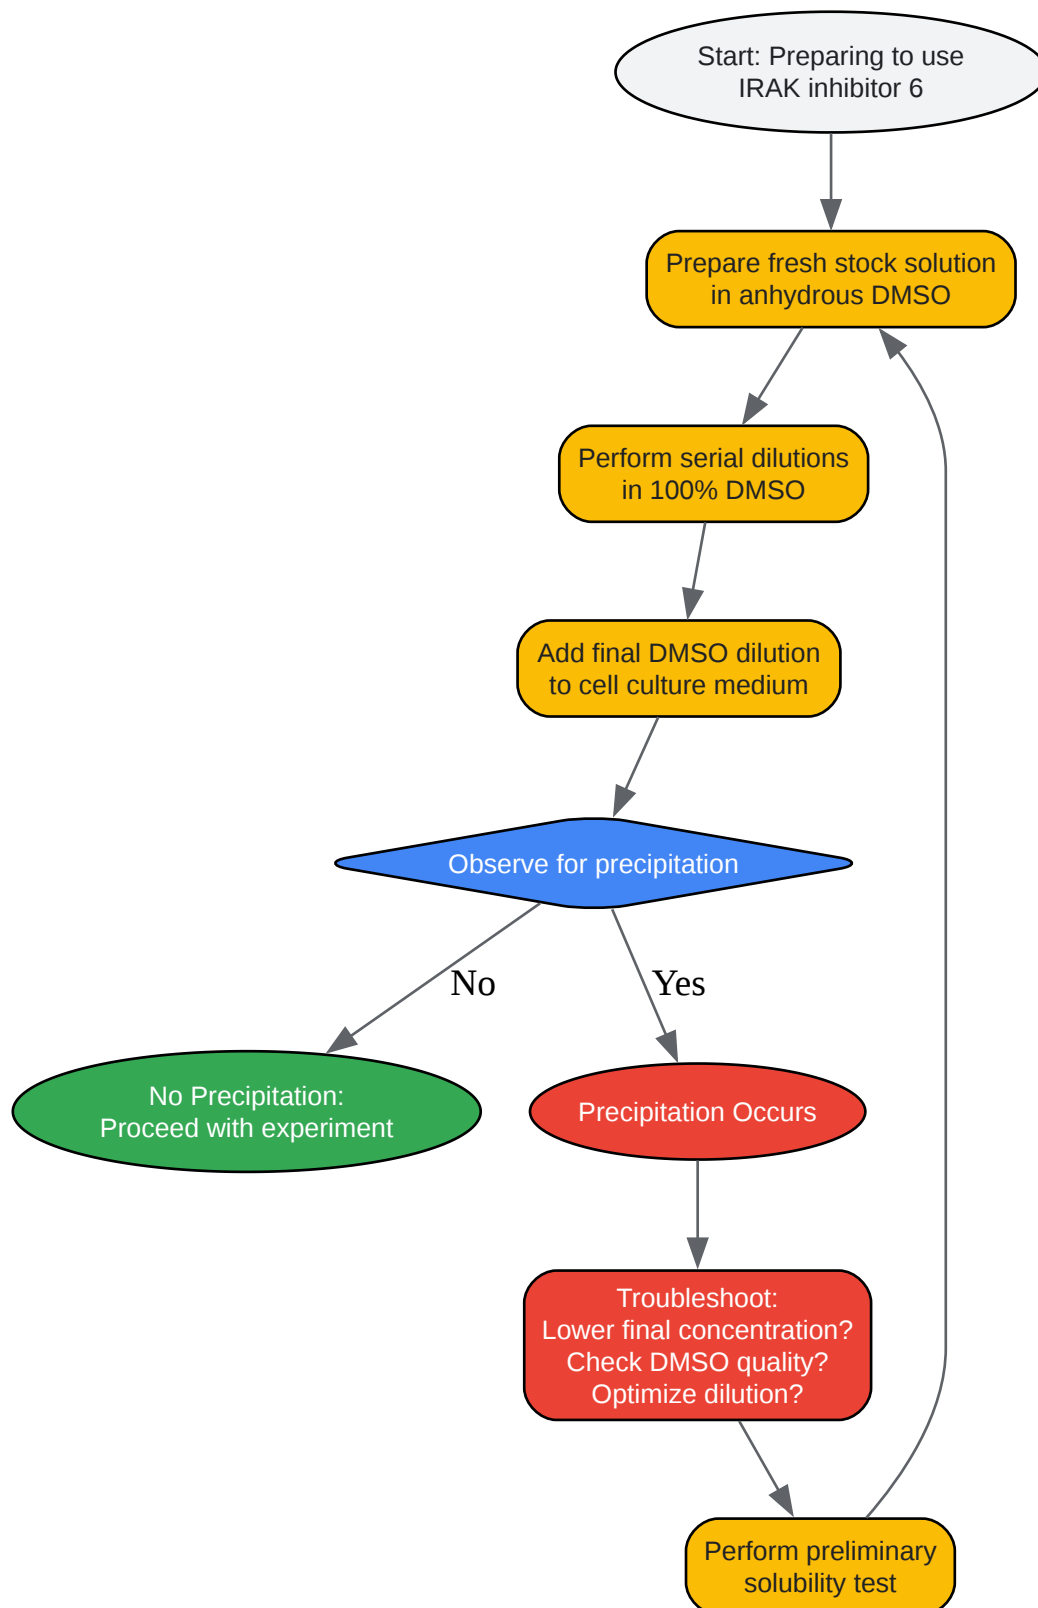 Start: Preparing to use
IRAK inhibitor 6
Prepare fresh stock solution
in anhydrous DMSO
Perform serial dilutions
in 100% DMSO
Add final DMSO dilution
to cell culture medium
Observe for precipitation
No
Yes
No Precipitation:
Proceed with experiment
Precipitation Occurs
Troubleshoot:
Lower final concentration?
Check DMSO quality?
Optimize dilution?
Perform preliminary
solubility test